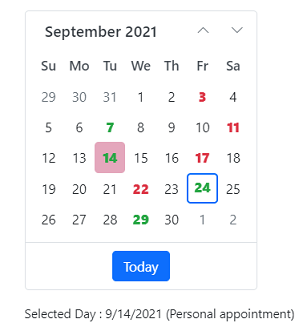 September 2021
Su Mo Tu We Th Fr Sa
29 30 31 1 2 3 4
5 6 7 8 9 10 11
12 13 14 15 16 17 18
19 20 21 22 23 24 25
26 27 28 29 30 1 2
Today
Selected Day : 9/14/2021 (Personal appointment)